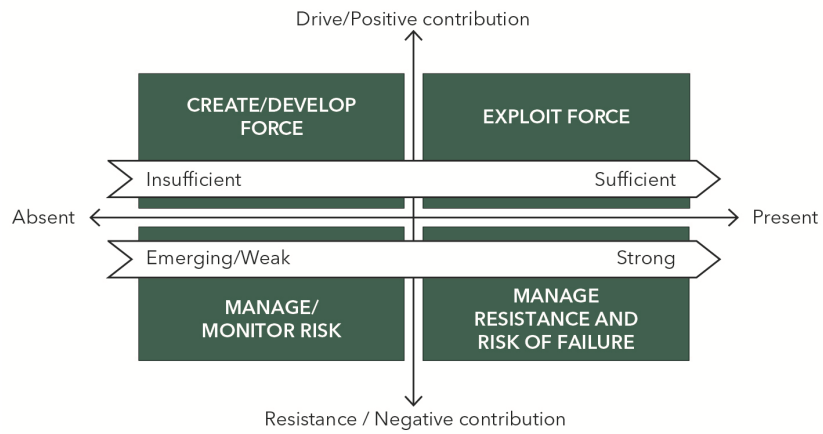 Drive/Positive contribution
CREATE/DEVELOP
FORCE
EXPLOIT FORCE
Insufficient
Sufficient
Absent
Present
Emerging/Weak
Strong
MANAGE/
MONITOR RISK
MANAGE
RESISTANCE AND
RISK OF FAILURE
Resistance / Negative contribution